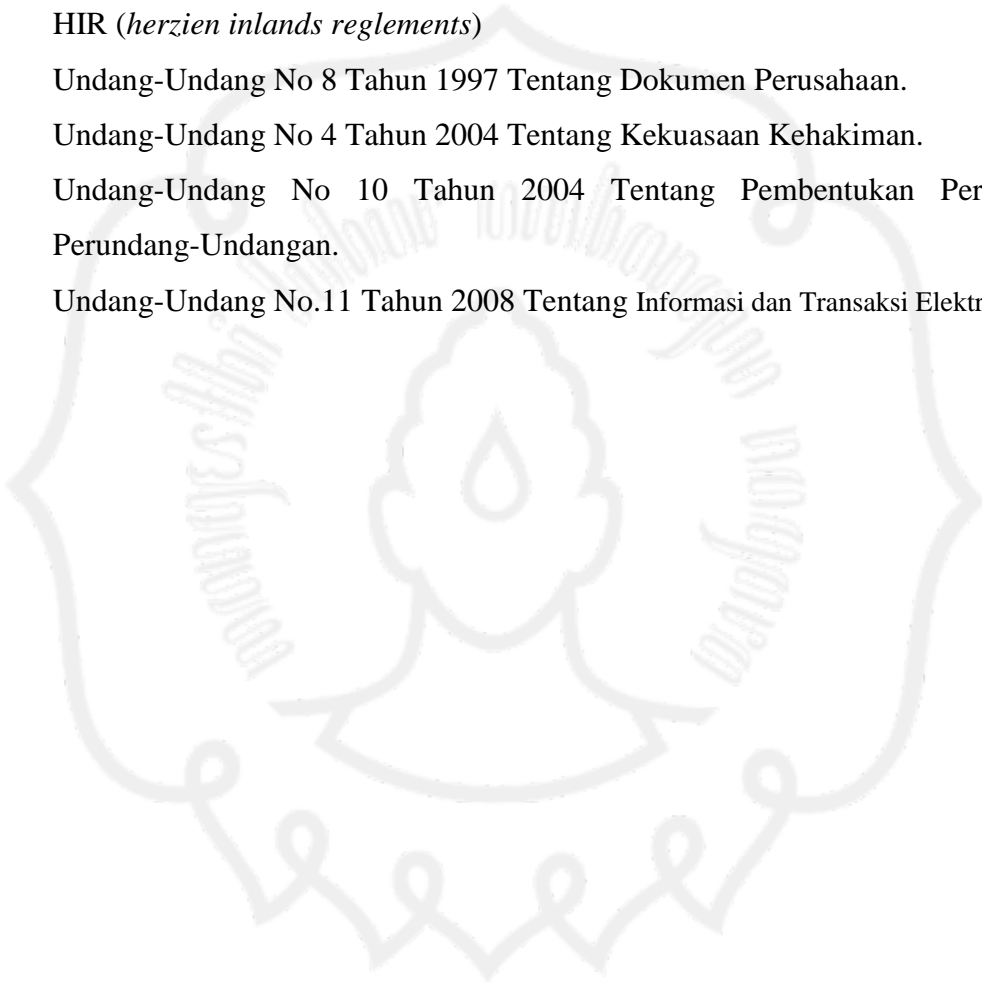 HIR (herzien inlands reglements)
Undang-Undang No 8 Tahun 1997 Tentang Dokumen Perusahaan.
Undang-Undang No 4 Tahun 2004 Tentang Kekuasaan Kehakiman.
Undang-Undang No 10 Tahun 2004 Tentang Pembentukan Per
Perundang-Undangan.
Undang-Undang No.11 Tahun 2008 Tentang Informasi dan Transaksi Elektr